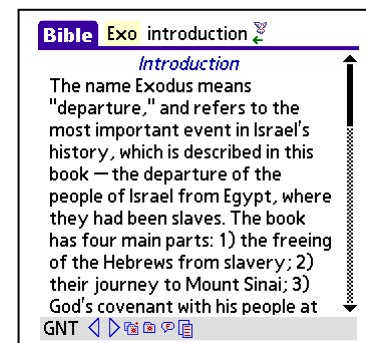 Bible Exo introduction
Introduction
The name Exodus means
"departure," and refers to the
most important event in Israel's
history, which is described in this
book — the departure of the
people of Israel from Egypt, where
they had been slaves. The book
has four main parts: 1) the freeing
of the Hebrews from slavery; 2)
their journey to Mount Sinai; 3)
God's covenant with his people at
GNT